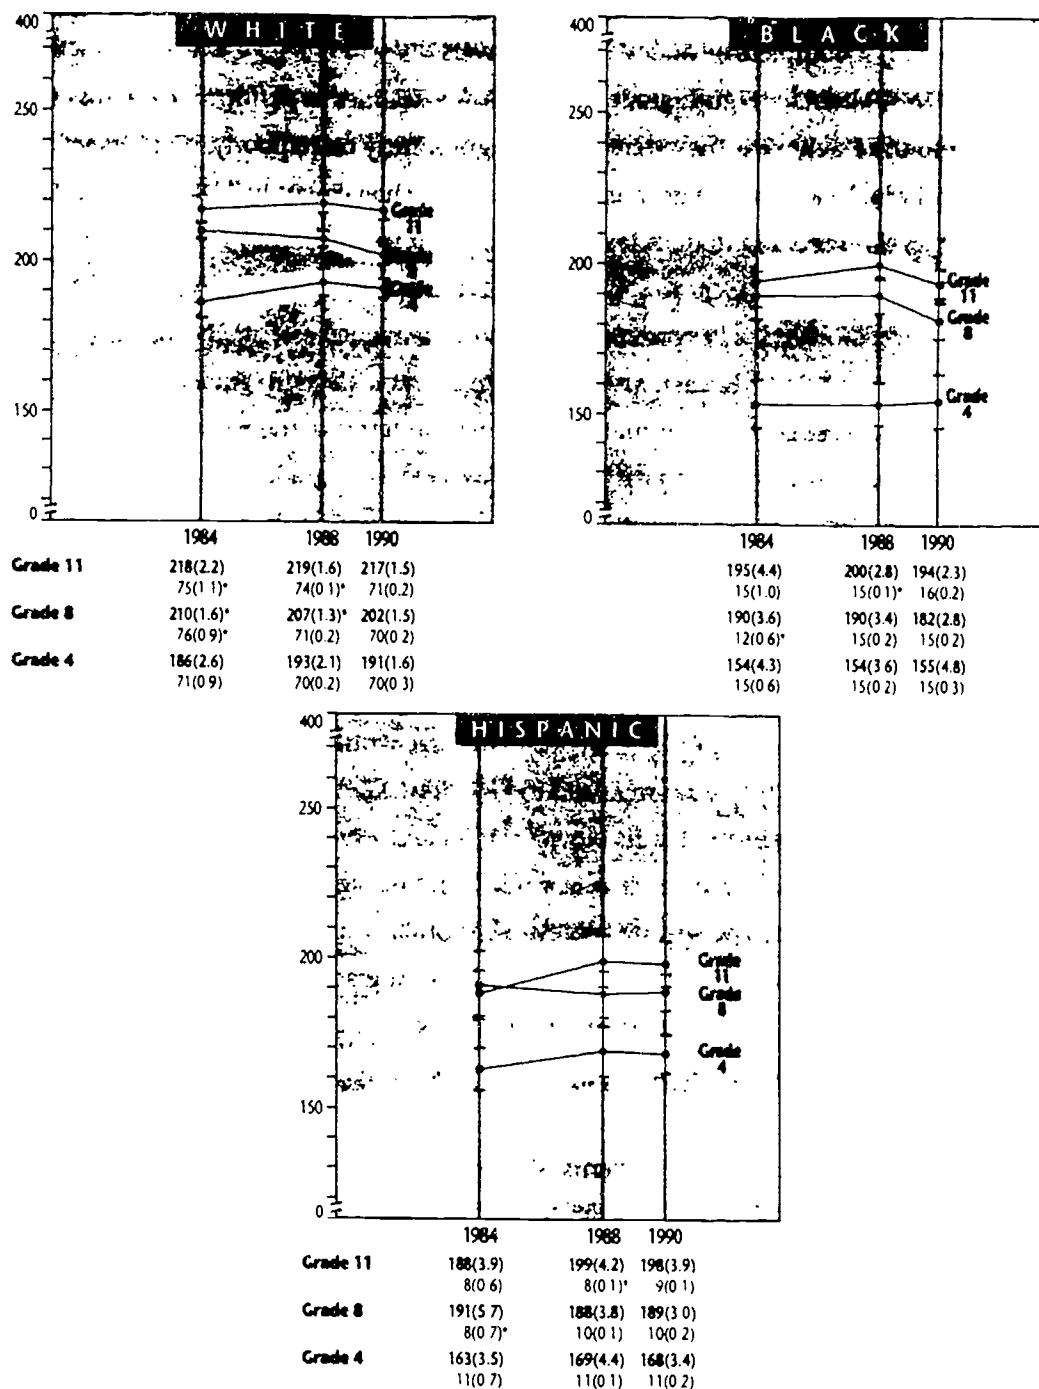 WHITE
400
250
200
150
0
Grade
11
1984 1988 1990
Grade 11 218(2.2) 219(1.6) 217(1.5)
75(1 1)* 74(0 1)* 71(0.2)
Grade 8 210(1.6)* 207(1.3)* 202(1.5)
76(0 9)* 71(0.2) 70(0 2)
Grade 4 186(2.6) 193(2.1) 191(1.6)
71(0 9) 70(0.2) 70(0 3)
BLACK
400
250
200
150
0
Grade
11
Grade
8
Grade
4
1984 1988 1990
195(4.4) 200(2.8) 194(2.3)
15(1.0) 15(0 1)* 16(0.2)
190(3.6) 190(3.4) 182(2.8)
12(0 6)* 15(0 2) 15(0 2)
154(4.3) 154(3 6) 155(4.8)
15(0 6) 15(0 2) 15(0 3)
HISPANIC
400
250
200
150
0
Grade
11
Grade
8
Grade
4
1984 1988 1990
Grade 11 188(3.9) 199(4.2) 198(3.9)
8(0 6) 8(0 1)* 9(0 1)
Grade 8 191(5 7) 188(3.8) 189(3 0)
8(0 7)* 10(0 1) 10(0 2)
Grade 4 163(3.5) 169(4.4) 168(3.4)
11(0 7) 11(0 1) 11(0 2)